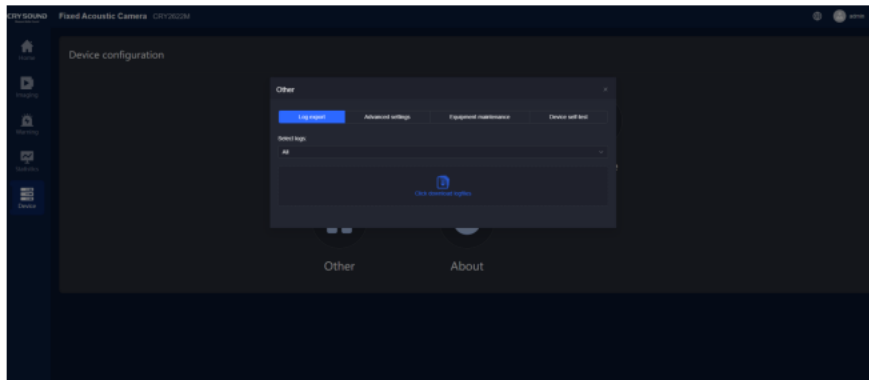 CRYSOUND
Fixed Acoustic Camera CRY2622M
admin
Home
Device configuration
Imaging
Other
Log export
Advanced settings
Equipment maintenance
Device self-test
Warning
Select logs
All
Statistics
Click download logfiles
Device
Other
About